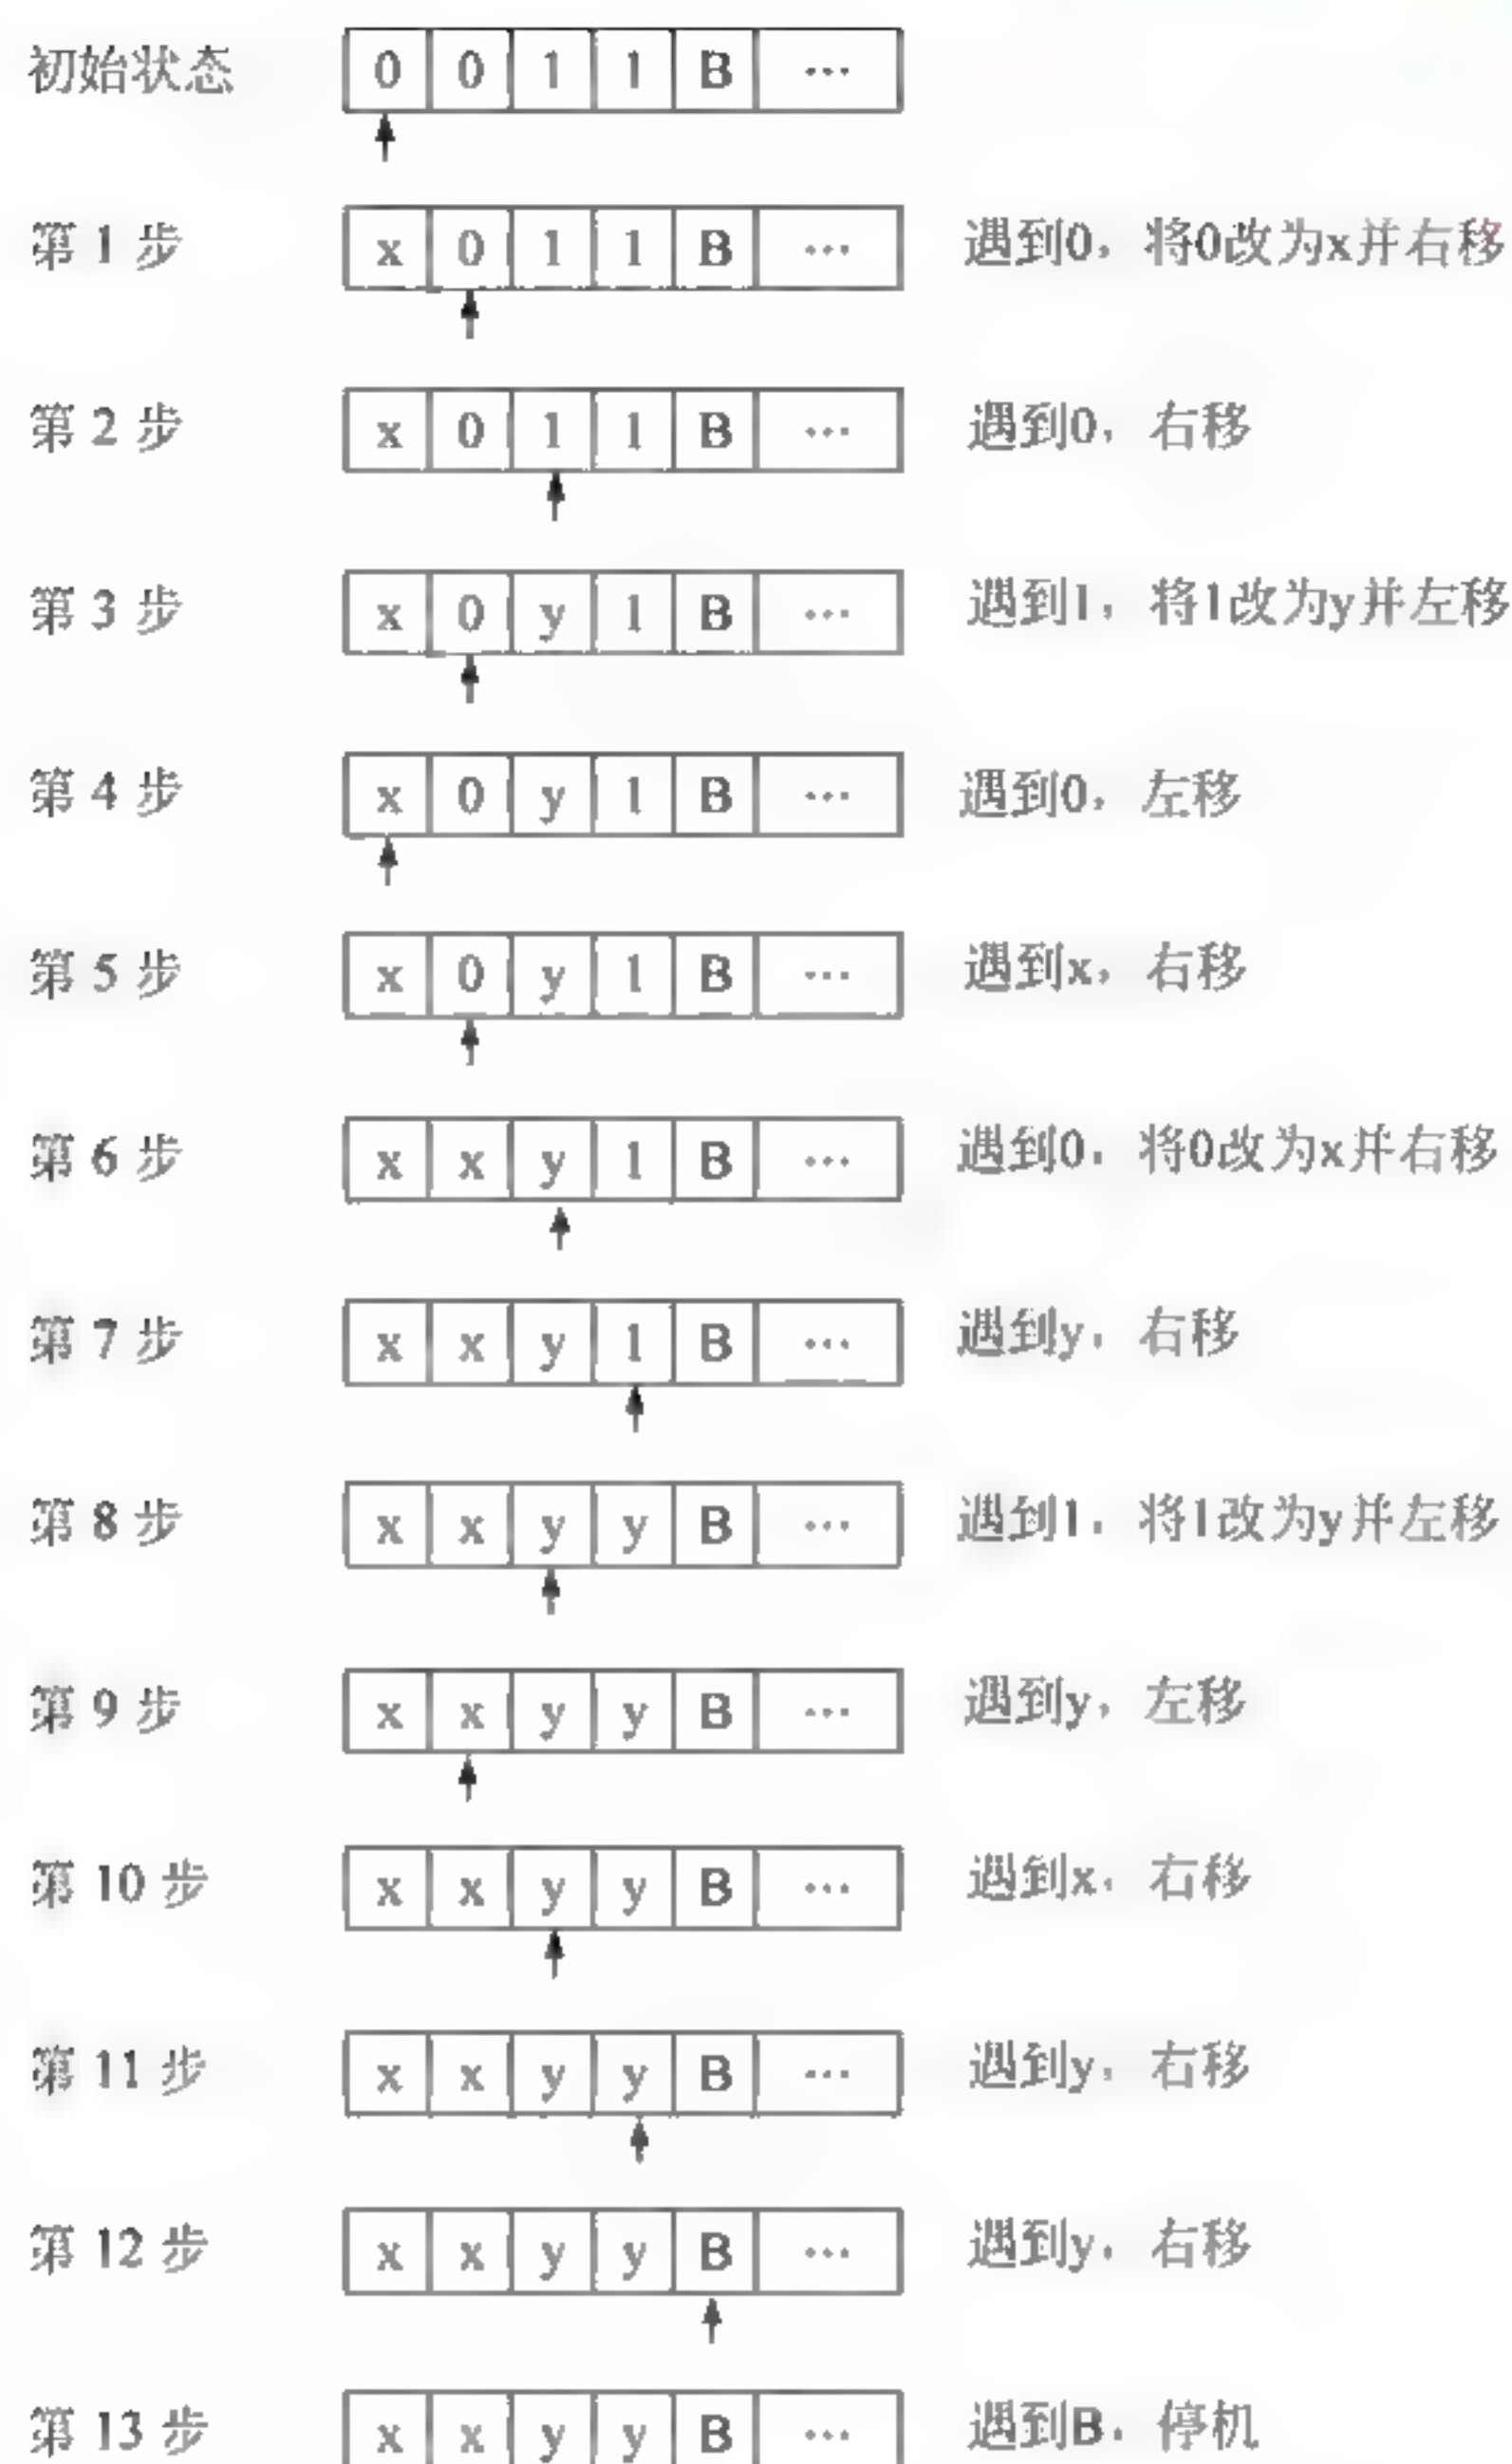 初始状态 0 0 1 1 B ...
第 1 步 x 0 1 1 B ... 遇到0，将0改为x并右移
第 2 步 x 0 1 1 B ... 遇到0，右移
第 3 步 x 0 y 1 B ... 遇到1，将1改为y并左移
第 4 步 x 0 y 1 B ... 遇到0，左移
第 5 步 x 0 y 1 B ... 遇到x，右移
第 6 步 x x y 1 B ... 遇到0，将0改为x并右移
第 7 步 x x y 1 B ... 遇到y，右移
第 8 步 x x y y B ... 遇到1，将1改为y并左移
第 9 步 x x y y B ... 遇到y，左移
第 10 步 x x y y B ... 遇到x，右移
第 11 步 x x y y B ... 遇到y，右移
第 12 步 x x y y B ... 遇到y，右移
第 13 步 x x y y B ... 遇到B，停机